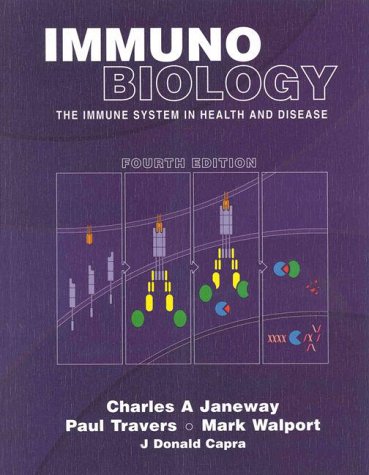 IMMUNO
BIOLOGY
THE IMMUNE SYSTEM IN HEALTH AND DISEASE
FOURTH EDITION
Charles A Janeway
Paul Travers ○ Mark Walport
J Donald Capra